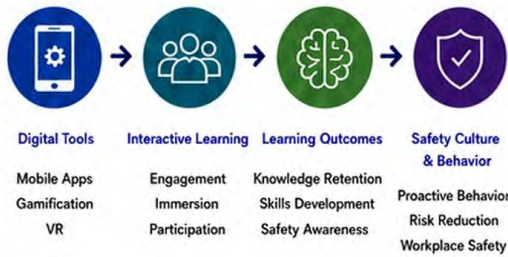 Digital Tools
Mobile Apps
Gamification
VR
Interactive Learning
Engagement
Immersion
Participation
Learning Outcomes
Knowledge Retention
Skills Development
Safety Awareness
Safety Culture
& Behavior
Proactive Behavior
Risk Reduction
Workplace Safety